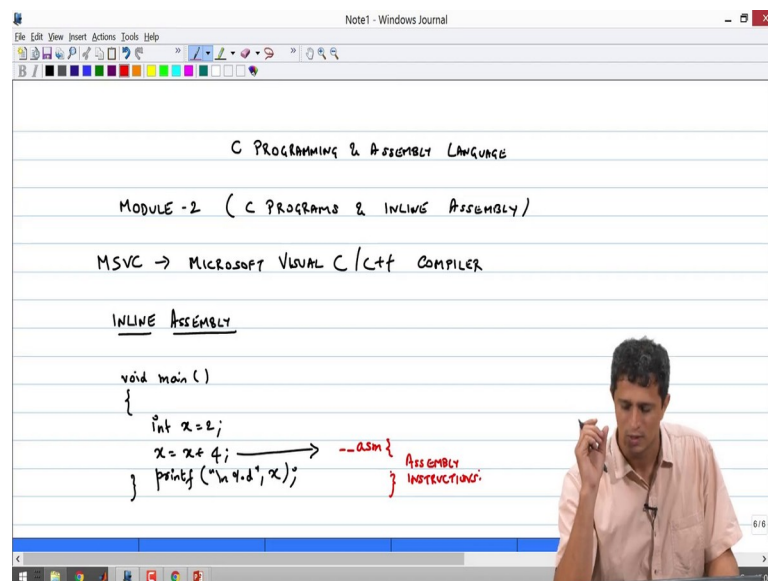 Note1 - Windows Journal
File Edit View Insert Actions Tools Help
B I
C PROGRAMMING & ASSEMBLY LANGUAGE
MODULE-2 ( C PROGRAMS & INLINE ASSEMBLY)
MSVC → MICROSOFT VISUAL C/C++ COMPILER
INLINE ASSEMBLY
void main()
{
int x=2;
x= x+ 4; → __asm{
ASSEMBLY
} printf("\n %d", x); } INSTRUCTIONS.
6/6